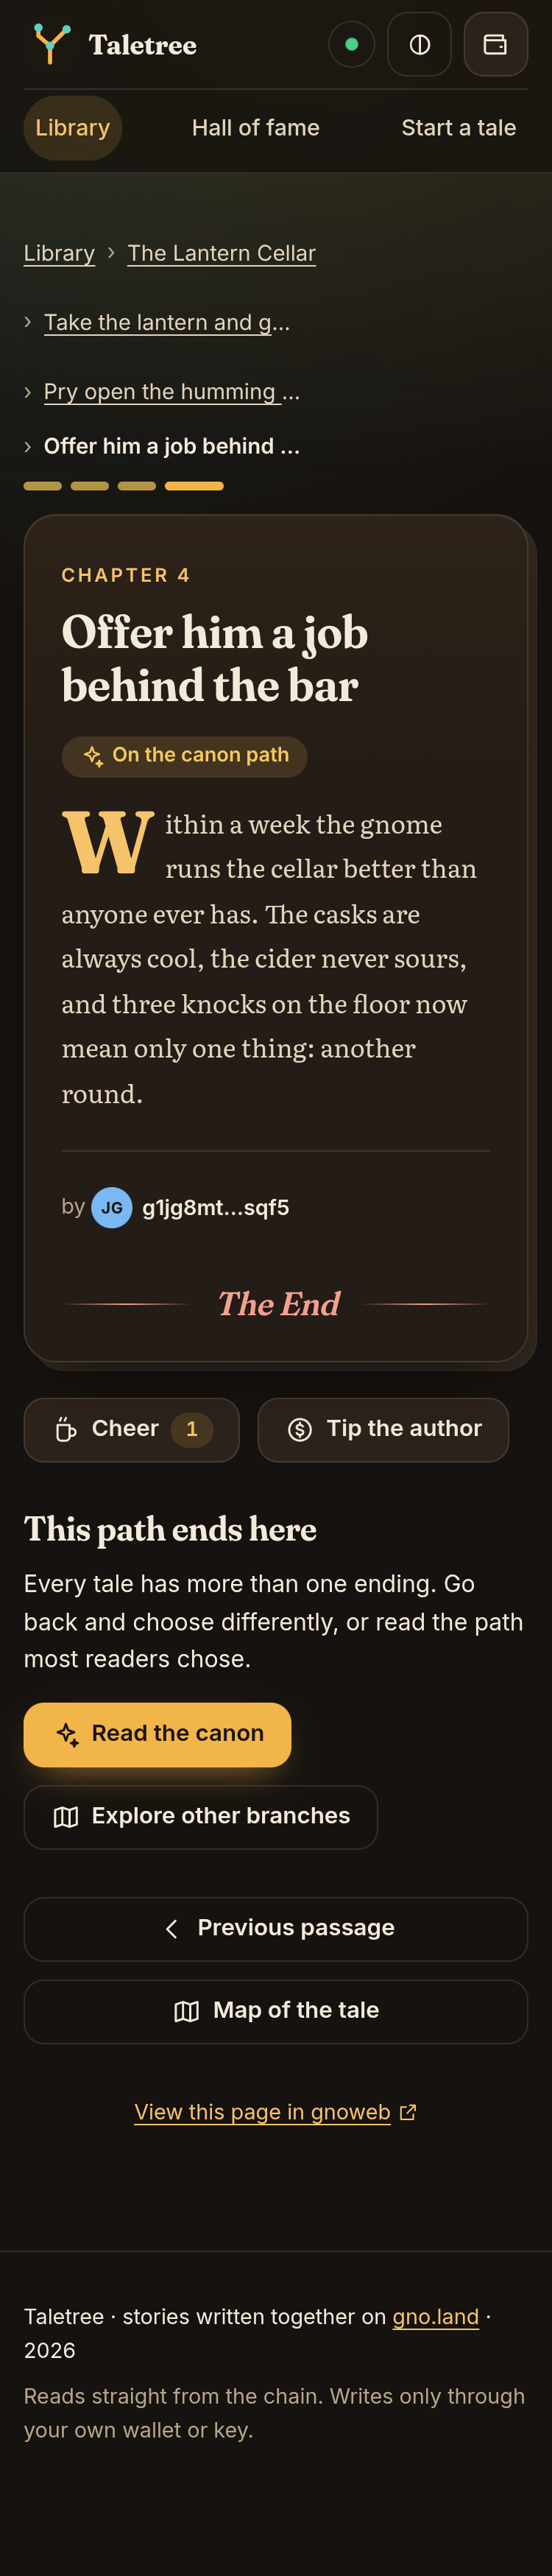 Taletree
Library
Hall of fame
Start a tale
Library › The Lantern Cellar
› Take the lantern and g...
› Pry open the humming ...
› Offer him a job behind ...
CHAPTER 4
Offer him a job
behind the bar
On the canon path
Within a week the gnome
runs the cellar better than
anyone ever has. The casks are
always cool, the cider never sours,
and three knocks on the floor now
mean only one thing: another
round.
by JG g1jg8mt...sqf5
The End
Cheer 1
Tip the author
This path ends here
Every tale has more than one ending. Go
back and choose differently, or read the path
most readers chose.
Read the canon
Explore other branches
Previous passage
Map of the tale
View this page in gnoweb
Taletree · stories written together on gno.land ·
2026
Reads straight from the chain. Writes only through
your own wallet or key.